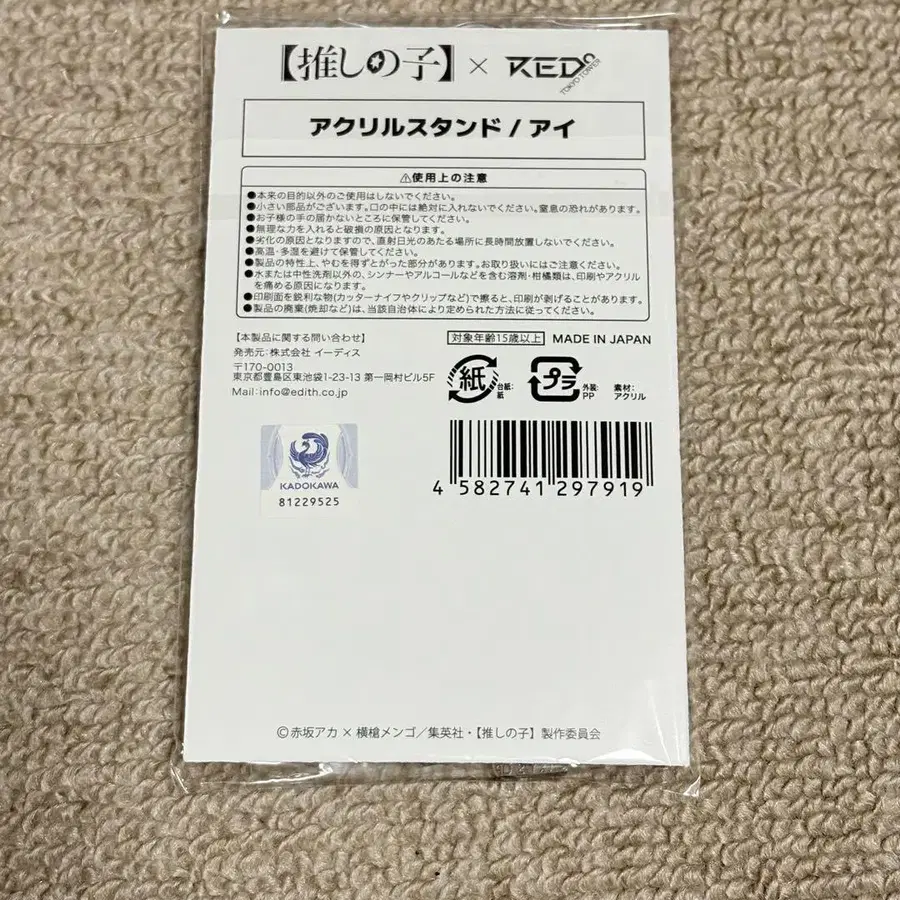 【推しの子】 × RED°
TOKYO TOWER
アクリルスタンド / アイ
⚠使用上の注意
●本来の目的以外のご使用はしないでください。
●小さい部品がございます。口の中には絶対に入れないでください。窒息の恐れがあります。
●お子様の手の届かないところに保管してください。
●無理な力を入れると破損の原因となります。
●劣化の原因となりますので、直射日光のあたる場所に長時間放置しないでください。
●高温・多湿を避けて保管してください。
●製品の特性上、やむを得ずとがった部分があります。お取り扱いにはご注意ください。
●水または中性洗剤以外の、シンナーやアルコールなどを含む溶剤・柑橘類は、印刷やアクリル
を痛める原因になります。
●印刷面を鋭利な物(カッターナイフやクリップなど)で擦ると、印刷が剥げることがあります。
●製品の廃棄(焼却など)は、当該自治体により定められた方法に従ってください。
【本製品に関する問い合わせ】
発売元：株式会社 イーディス
〒170-0013
東京都豊島区東池袋1-23-13 第一岡村ビル5F
Mail：info@edith.co.jp
対象年齢15歳以上 MADE IN JAPAN
紙 台紙：紙
プラ 外装：PP
素材：アクリル
KADOKAWA
81229525
4 582741 297919
©赤坂アカ×横槍メンゴ／集英社・【推しの子】製作委員会